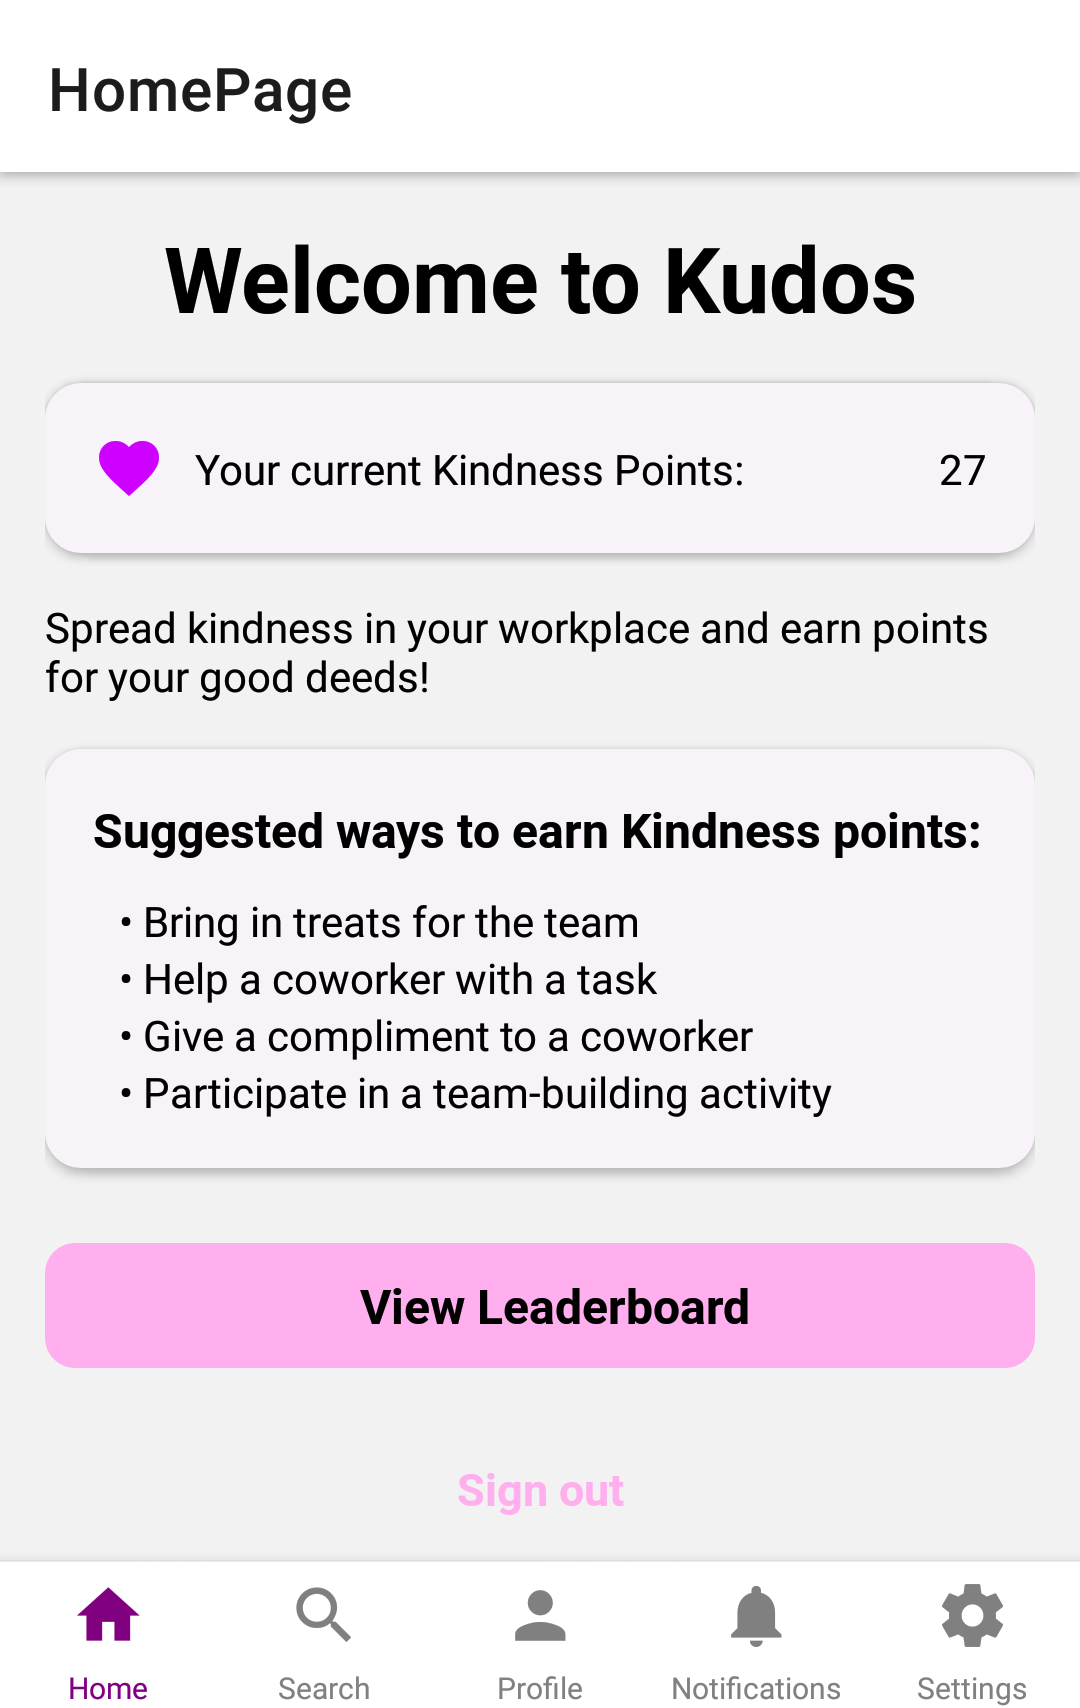 HomePage
Welcome to Kudos
Your current Kindness Points: 27
Spread kindness in your workplace and earn points
for your good deeds!
Suggested ways to earn Kindness points:
• Bring in treats for the team
• Help a coworker with a task
• Give a compliment to a coworker
• Participate in a team-building activity
View Leaderboard
Sign out
Home Search Profile Notifications Settings